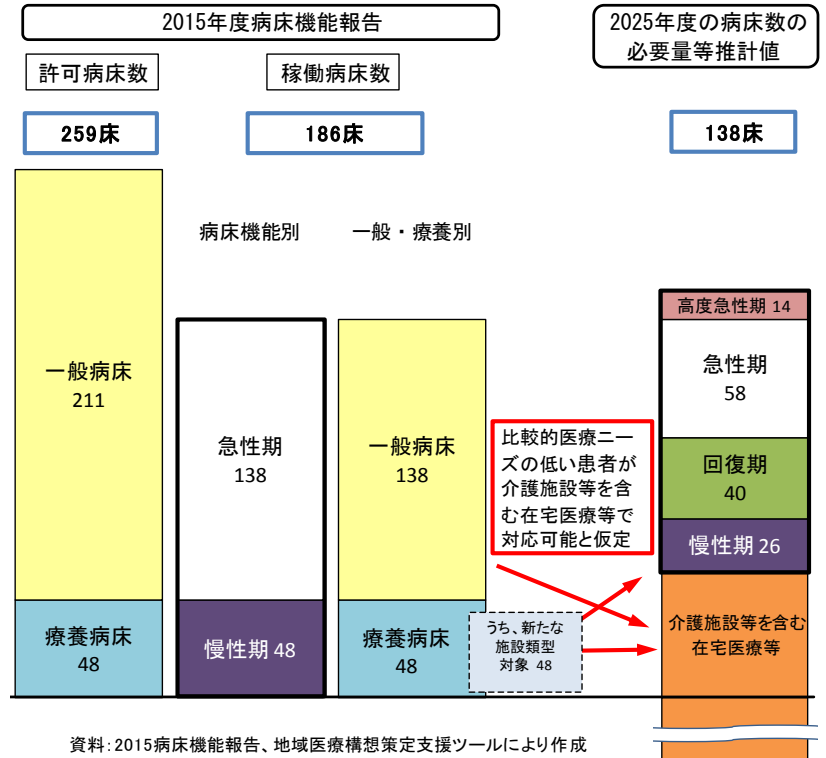 2015年度病床機能報告
2025年度の病床数の
必要量等推計値
許可病床数
稼働病床数
259床
186床
138床
病床機能別
一般・療養別
一般病床
211
療養病床
48
急性期
138
慢性期 48
一般病床
138
療養病床
48
比較的医療ニー
ズの低い患者が
介護施設等を含
む在宅医療等で
対応可能と仮定
うち、新たな
施設類型
対象 48
高度急性期 14
急性期
58
回復期
40
慢性期 26
介護施設等を含む
在宅医療等
資料:2015病床機能報告、地域医療構想策定支援ツールにより作成